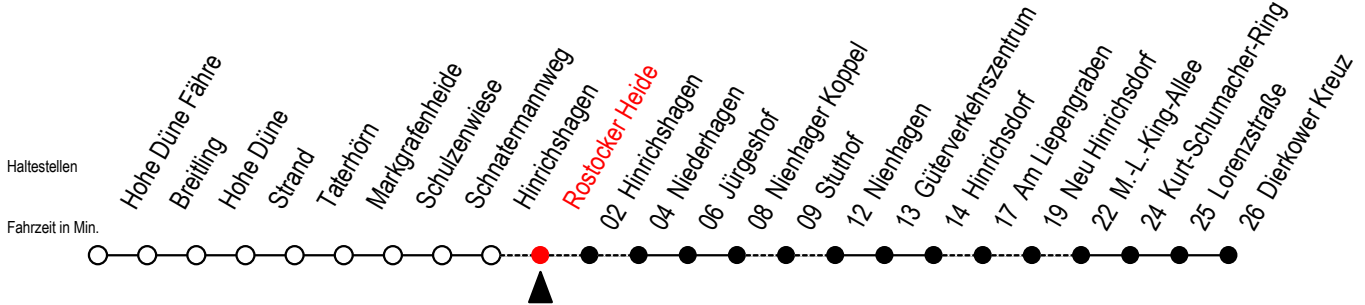 Haltestellen
Hohe Düne Fähre
Breitling
Hohe Düne
Strand
Taterhörn
Markgrafenheide
Schulzenwiese
Schnatermannweg
Hinrichshagen
Rostocker Heide
02 Hinrichshagen
04 Niederhagen
06 Jürgeshof
08 Nienhager Koppel
09 Stuthof
12 Nienhagen
13 Güterverkehrszentrum
14 Hinrichsdorf
17 Am Liepengraben
19 Neu Hinrichsdorf
22 M.-L.-King-Allee
24 Kurt-Schumacher-Ring
25 Lorenzstraße
26 Dierkower Kreuz
Fahrzeit in Min.